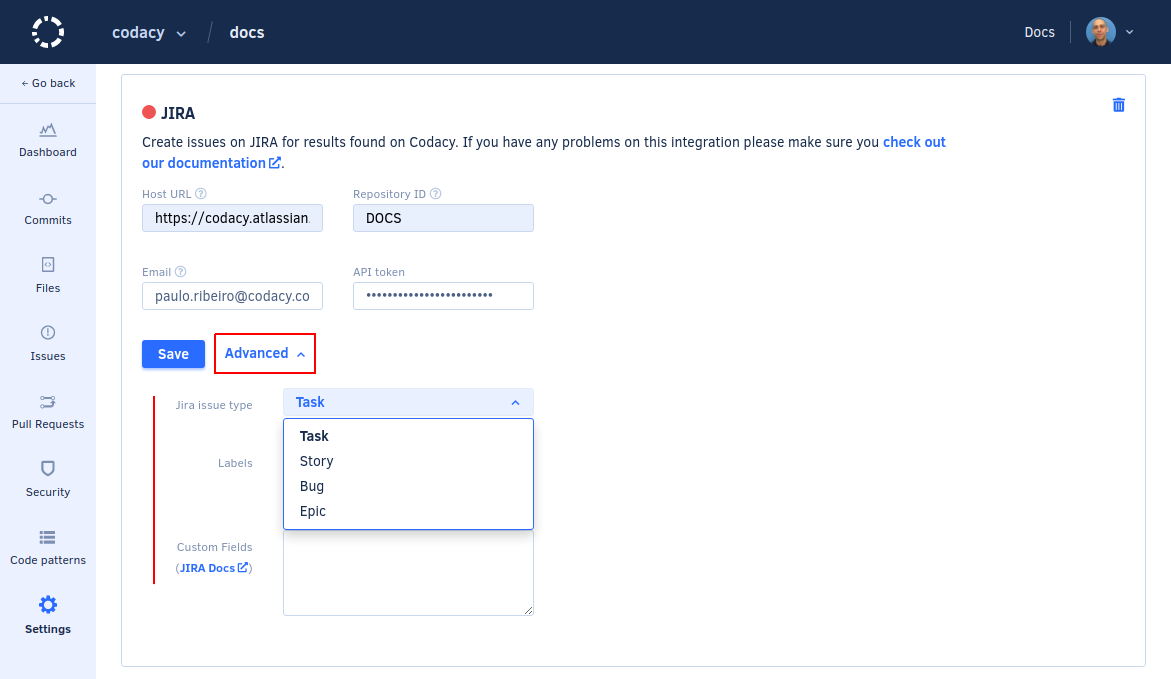 codacy / docs
Docs
← Go back
Dashboard
Commits
Files
Issues
Pull Requests
Security
Code patterns
Settings
JIRA
Create issues on JIRA for results found on Codacy. If you have any problems on this integration please make sure you check out
our documentation.
Host URL
Repository ID
https://codacy.atlassian.
DOCS
Email
API token
paulo.ribeiro@codacy.co
••••••••••••••••••••••••
Save
Advanced
Jira issue type
Task
Task
Story
Bug
Epic
Labels
Custom Fields
(JIRA Docs)